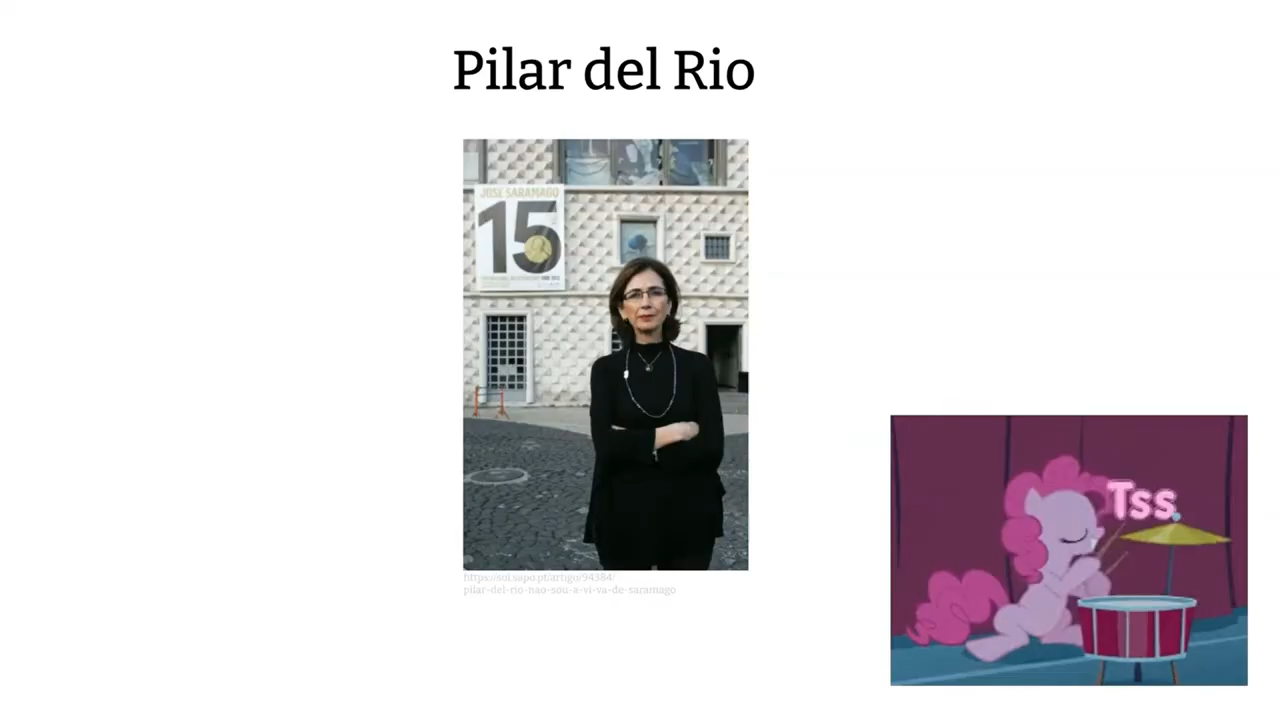 Pilar del Rio
JOSÉ SARAMAGO
15
Tss
https://sol.sapo.pt/artigo/94384/
pilar-del-rio-nao-sou-a-vi-va-de-saramago